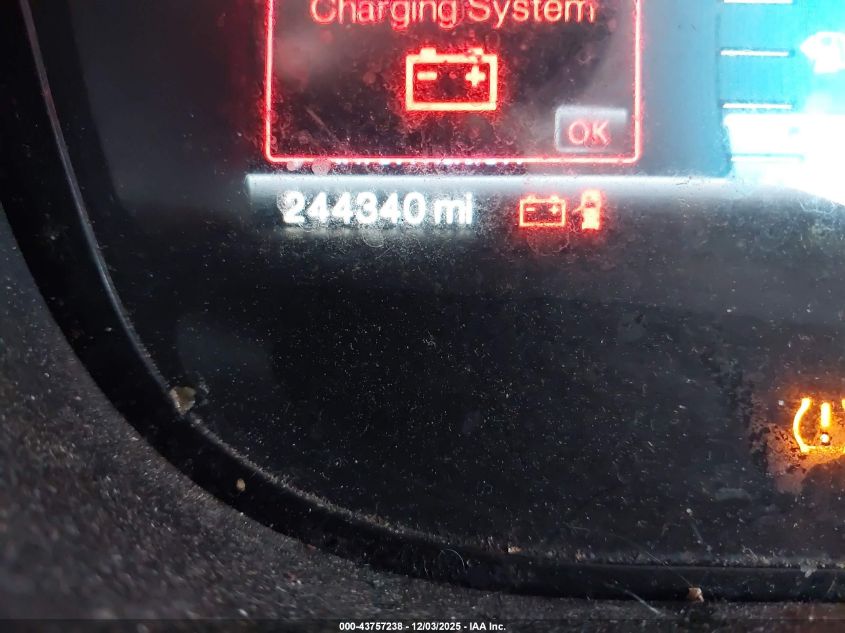 Charging System
OK
244340 mi
000-43757238 - 12/03/2025 - IAA Inc.